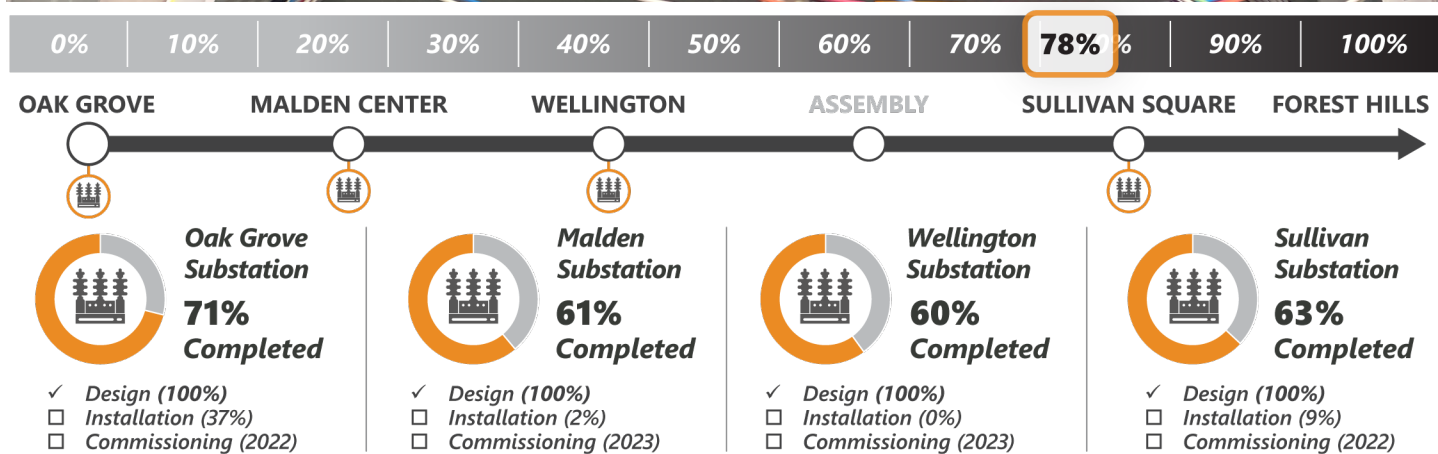 0% 10% 20% 30% 40% 50% 60% 70% 78% % 90% 100%
OAK GROVE MALDEN CENTER WELLINGTON ASSEMBLY SULLIVAN SQUARE FOREST HILLS
Oak Grove
Substation
71%
Completed
✓ Design (100%)
☐ Installation (37%)
☐ Commissioning (2022)
Malden
Substation
61%
Completed
✓ Design (100%)
☐ Installation (2%)
☐ Commissioning (2023)
Wellington
Substation
60%
Completed
✓ Design (100%)
☐ Installation (0%)
☐ Commissioning (2023)
Sullivan
Substation
63%
Completed
✓ Design (100%)
☐ Installation (9%)
☐ Commissioning (2022)